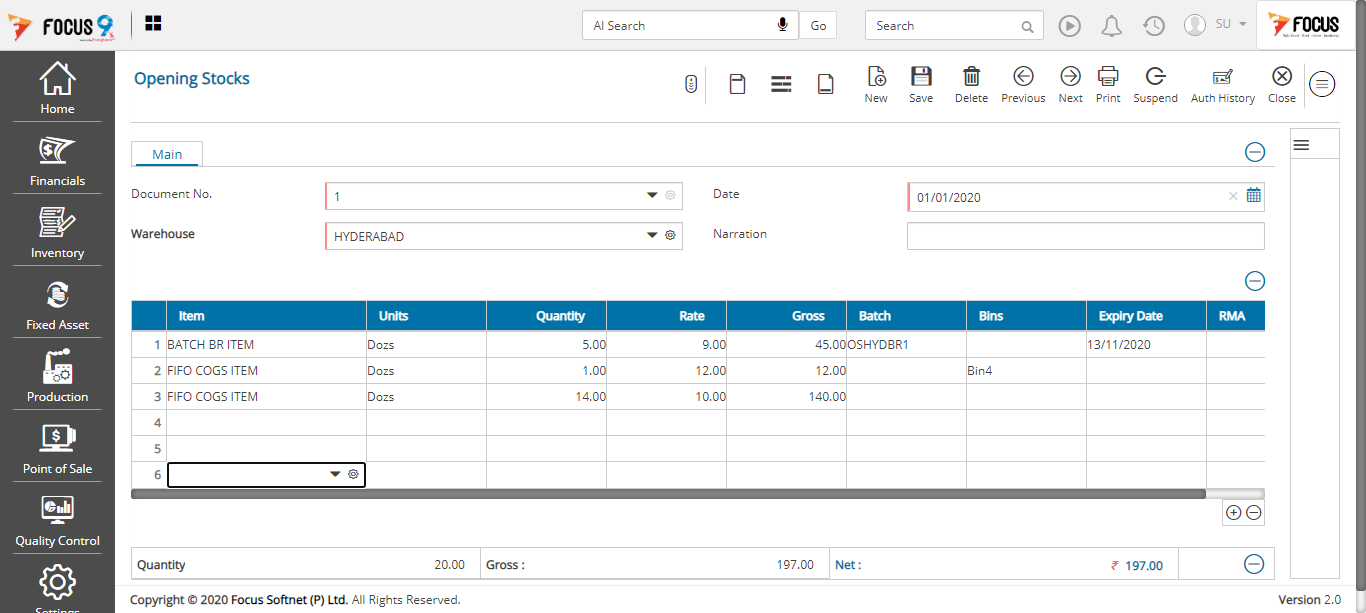 FOCUS 9
AI Search
Go
Search
SU
FOCUS
Home
Financials
Inventory
Fixed Asset
Production
Point of Sale
Quality Control
Settings
Opening Stocks
New Save Delete Previous Next Print Suspend Auth History Close
Main
Document No. 1 Date 01/01/2020
Warehouse HYDERABAD Narration
Item Units Quantity Rate Gross Batch Bins Expiry Date RMA
1 BATCH BR ITEM Dozs 5.00 9.00 45.00 OSHYDBR1 13/11/2020
2 FIFO COGS ITEM Dozs 1.00 12.00 12.00 Bin4
3 FIFO COGS ITEM Dozs 14.00 10.00 140.00
4
5
6
Quantity 20.00 Gross : 197.00 Net : ₹ 197.00
Copyright © 2020 Focus Softnet (P) Ltd. All Rights Reserved. Version 2.0